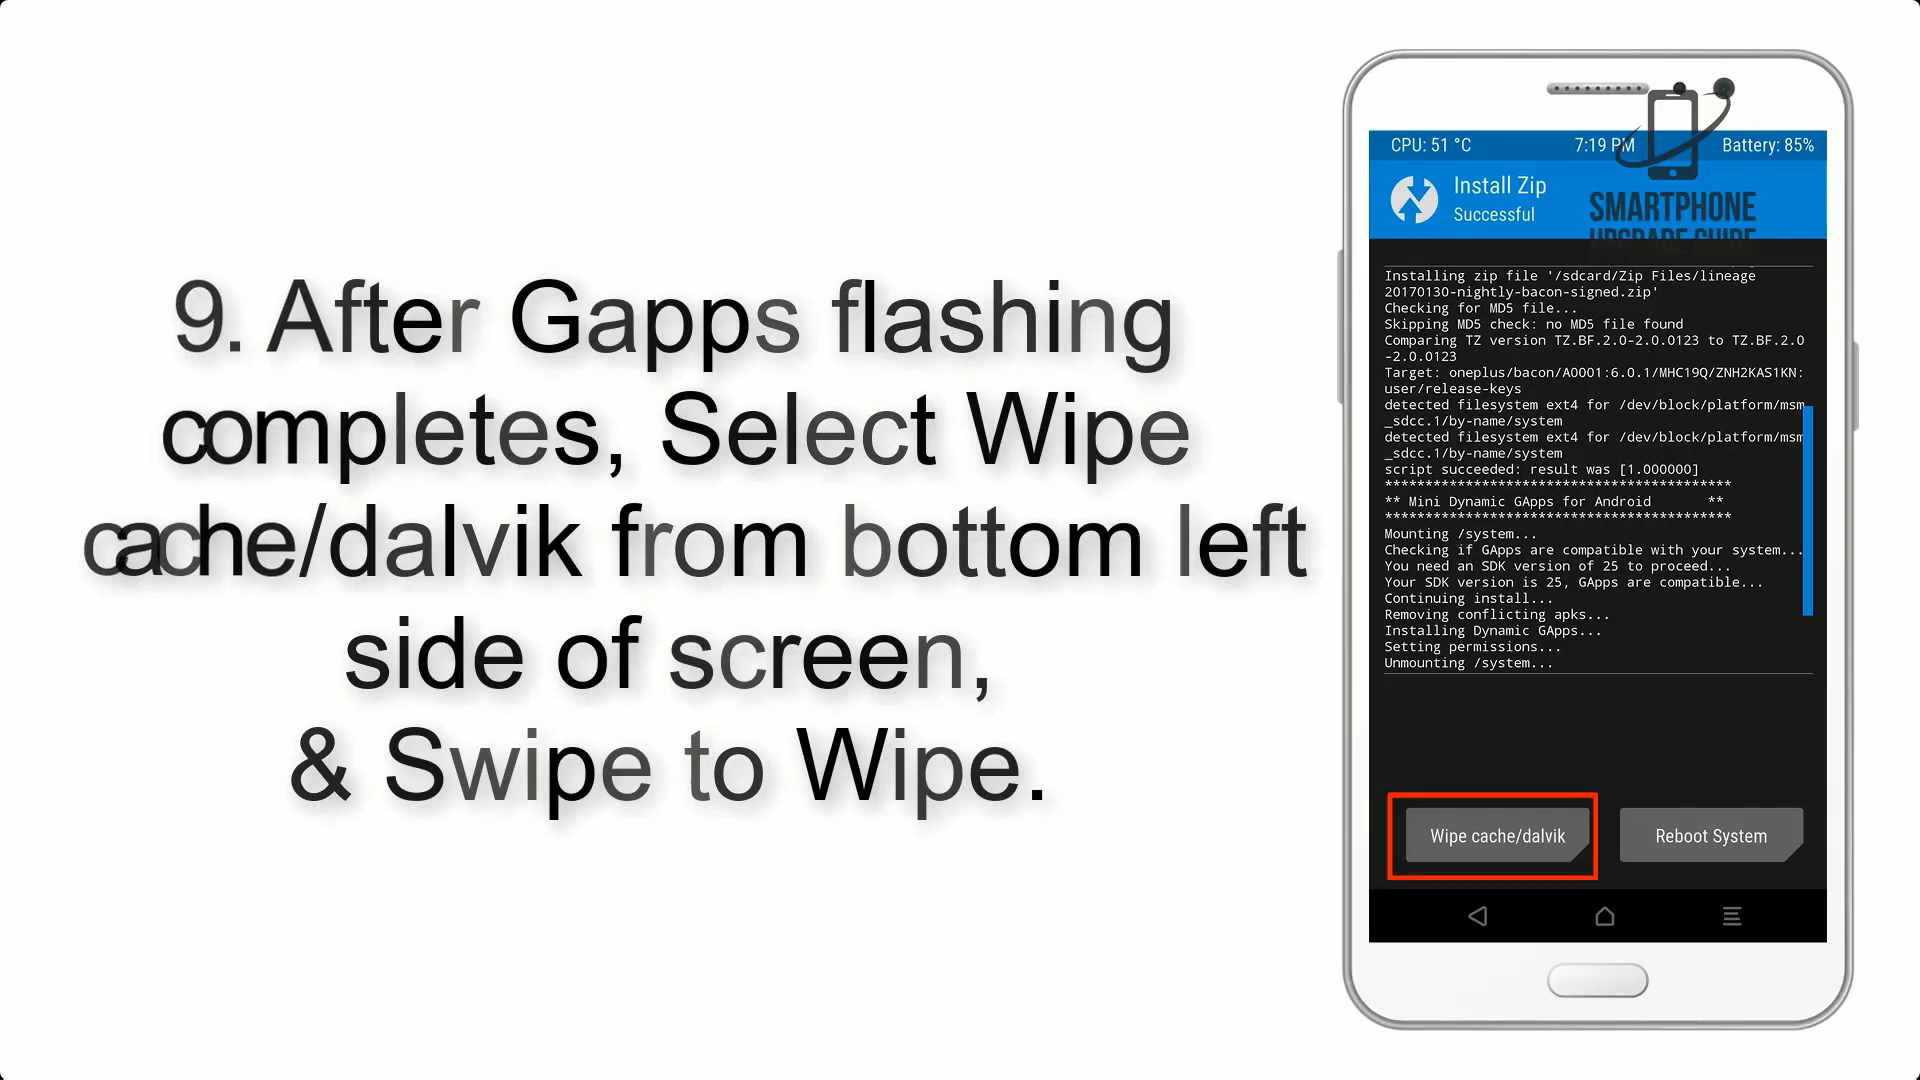 9. After Gapps flashing
completes, Select Wipe
cache/dalvik from bottom left
side of screen,
& Swipe to Wipe.
CPU: 51 °C 7:19 PM Battery: 85%
Install Zip
Successful
SMARTPHONE
UPGRADE GUIDE
Installing zip file '/sdcard/Zip Files/lineage
20170130-nightly-bacon-signed.zip'
Checking for MD5 file...
Skipping MD5 check: no MD5 file found
Comparing TZ version TZ.BF.2.0-2.0.0123 to TZ.BF.2.0
-2.0.0123
Target: oneplus/bacon/A0001:6.0.1/MHC19Q/ZNH2KAS1KN:
user/release-keys
detected filesystem ext4 for /dev/block/platform/msm
_sdcc.1/by-name/system
detected filesystem ext4 for /dev/block/platform/msm
_sdcc.1/by-name/system
script succeeded: result was [1.000000]
******************************************
** Mini Dynamic GApps for Android **
******************************************
Mounting /system...
Checking if GApps are compatible with your system...
You need an SDK version of 25 to proceed...
Your SDK version is 25, GApps are compatible...
Continuing install...
Removing conflicting apks...
Installing Dynamic GApps...
Setting permissions...
Unmounting /system...
Wipe cache/dalvik
Reboot System